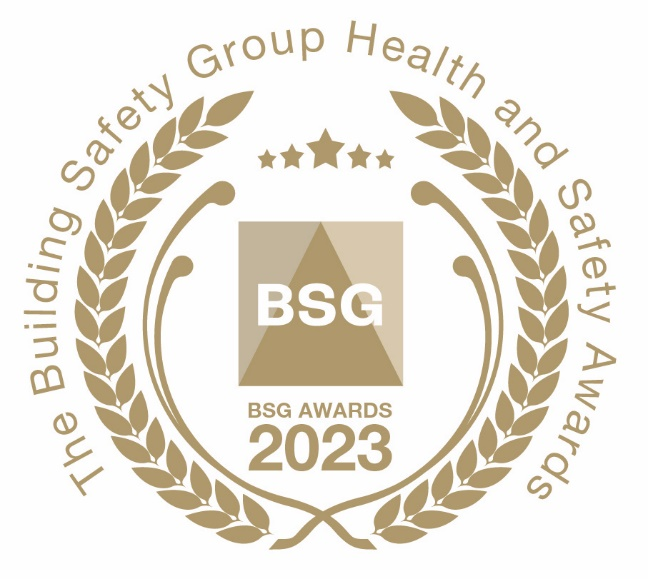 The Building Safety Group Health and Safety Awards
BSG
BSG AWARDS
2023